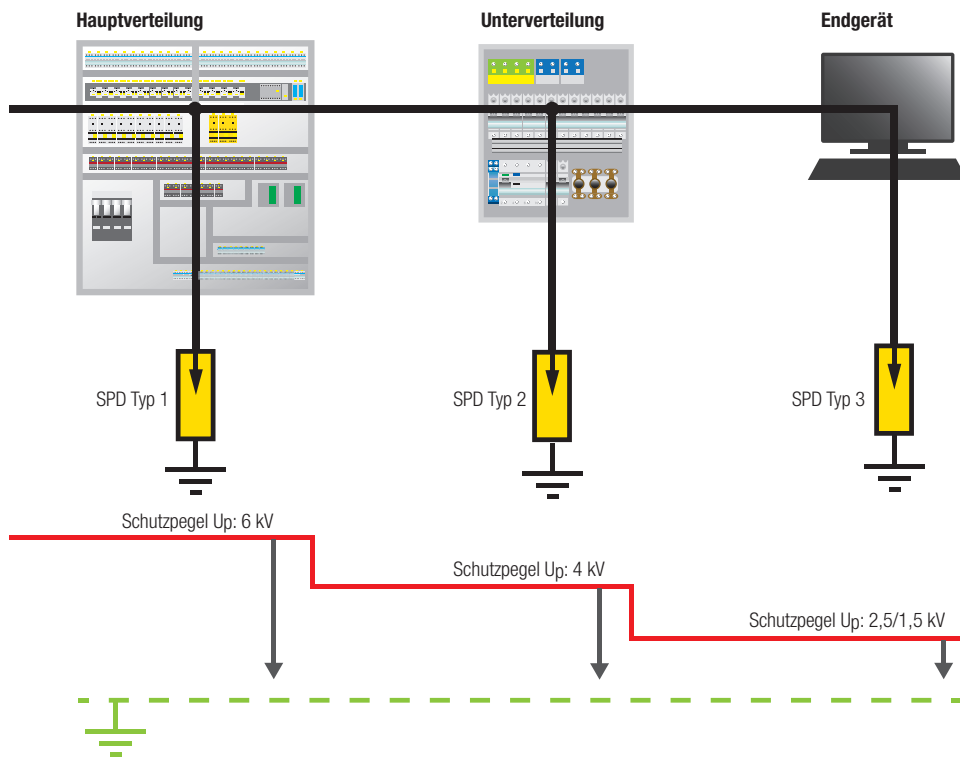 Hauptverteilung
Unterverteilung
Endgerät
SPD Typ 1
SPD Typ 2
SPD Typ 3
Schutzpegel Up: 6 kV
Schutzpegel Up: 4 kV
Schutzpegel Up: 2,5/1,5 kV